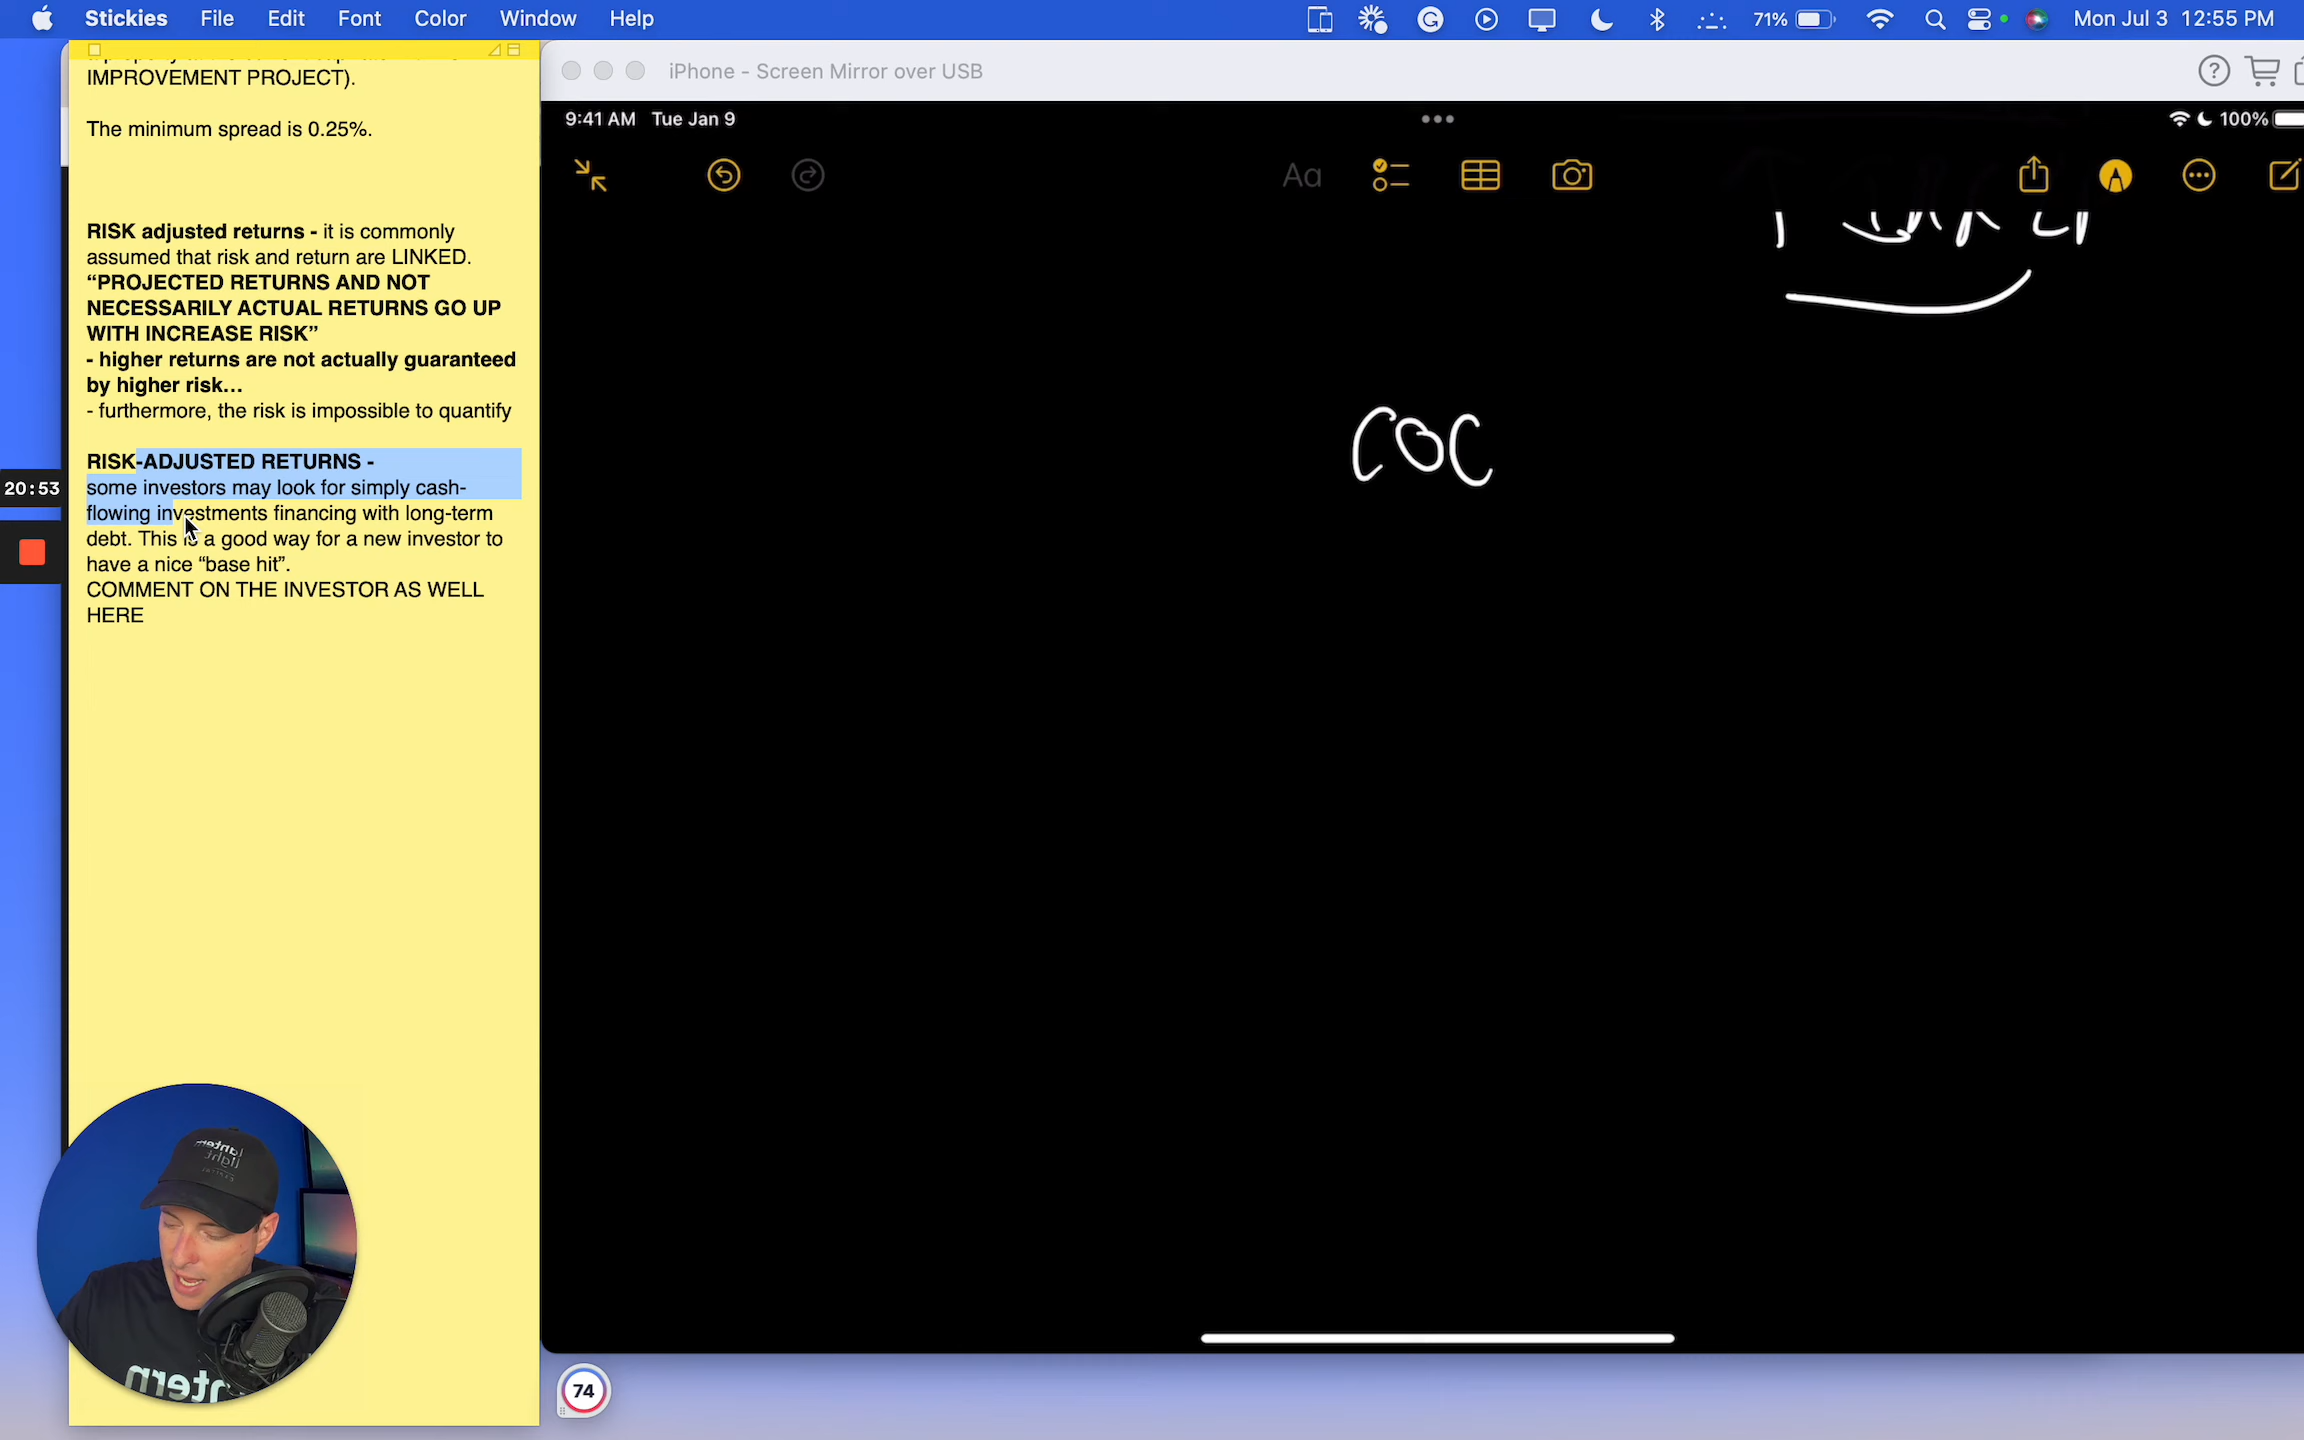 Stickies File Edit Font Color Window Help 71% Mon Jul 3 12:55 PM
IMPROVEMENT PROJECT).
The minimum spread is 0.25%.
RISK adjusted returns - it is commonly
assumed that risk and return are LINKED.
“PROJECTED RETURNS AND NOT
NECESSARILY ACTUAL RETURNS GO UP
WITH INCREASE RISK”
- higher returns are not actually guaranteed
by higher risk...
- furthermore, the risk is impossible to quantify
RISK-ADJUSTED RETURNS -
some investors may look for simply cash-
flowing investments financing with long-term
debt. This is a good way for a new investor to
have a nice “base hit”.
COMMENT ON THE INVESTOR AS WELL
HERE
20:53
iPhone - Screen Mirror over USB
9:41 AM Tue Jan 9 100%
Aa
COC
lantern
light
74